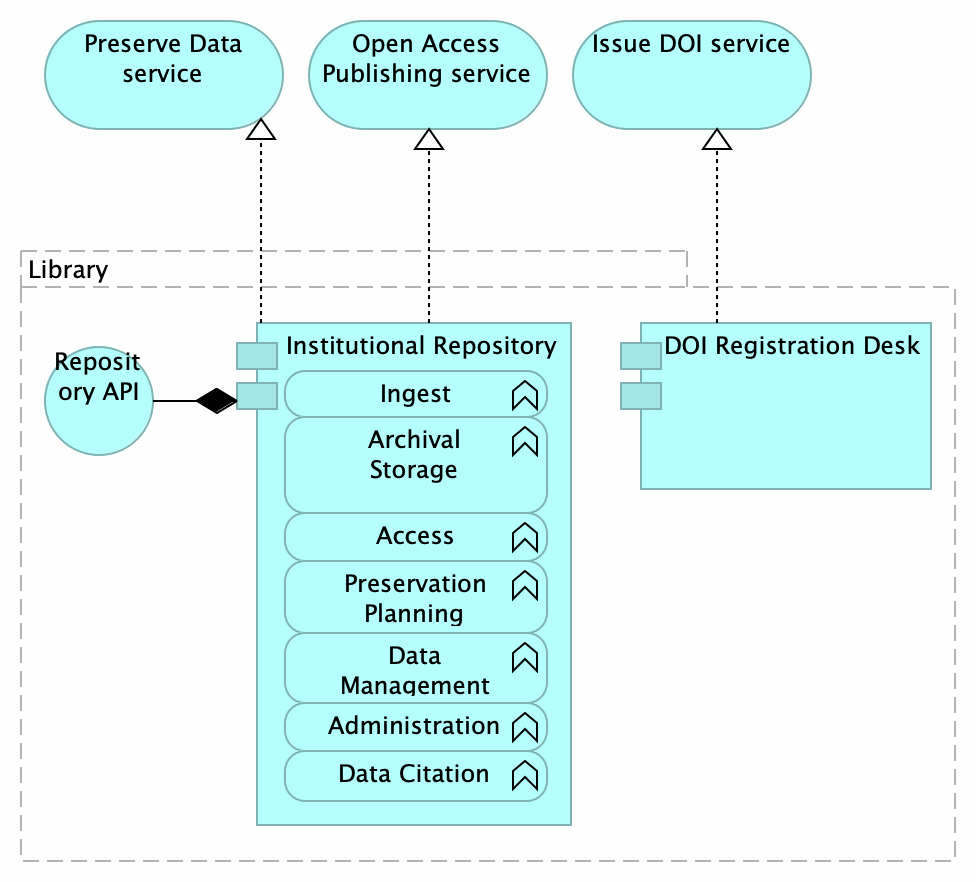 Preserve Data
service
Open Access
Publishing service
Issue DOI service
Library
Reposit
ory API
Institutional Repository
Ingest
Archival
Storage
Access
Preservation
Planning
Data
Management
Administration
Data Citation
DOI Registration Desk